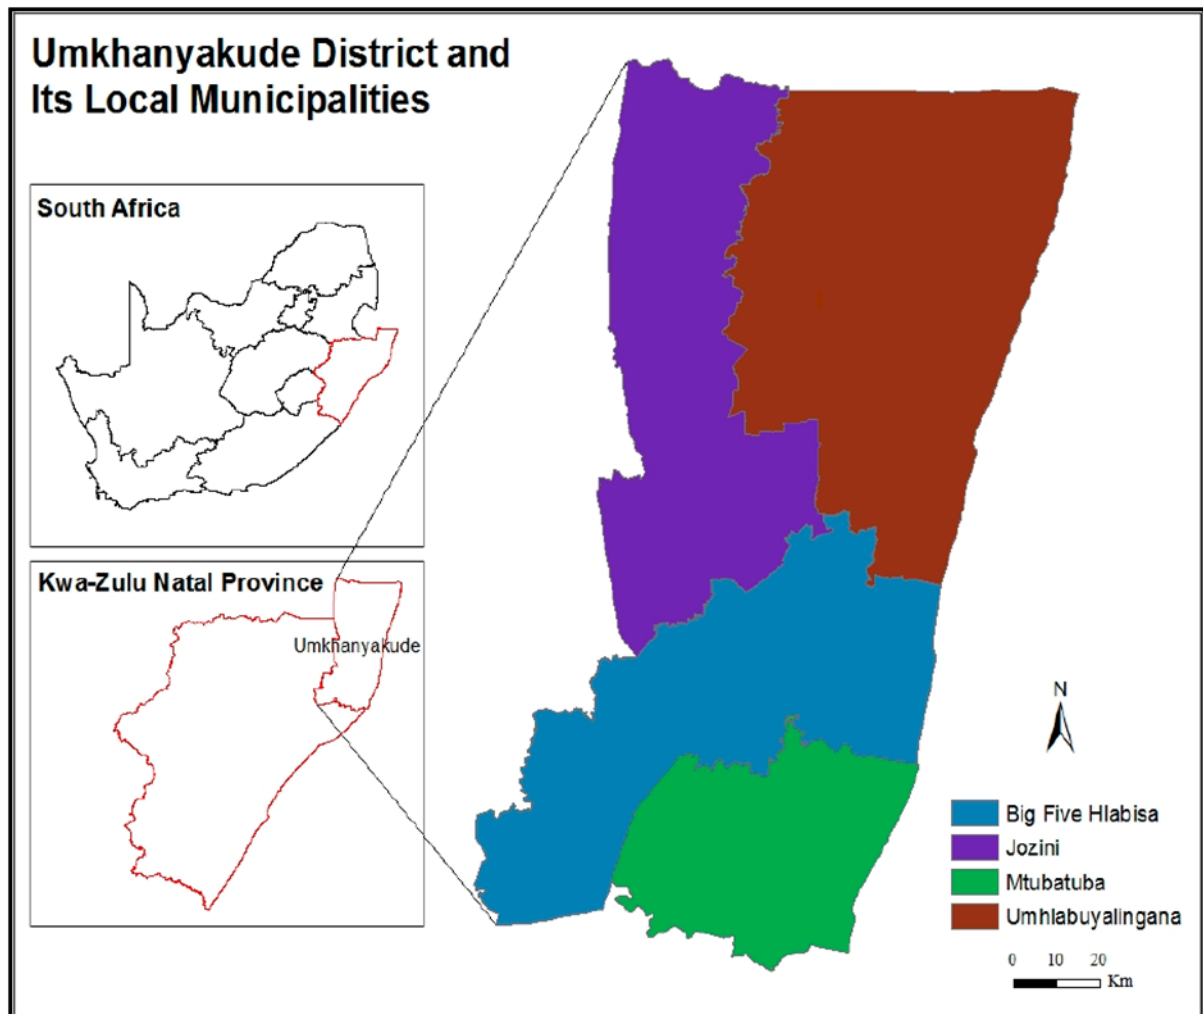 Umkhanyakude District and
Its Local Municipalities
South Africa
Kwa-Zulu Natal Province
Umkhanyakude
N
Big Five Hlabisa
Jozini
Mtubatuba
Umhlabuyalingana
0 10 20
Km